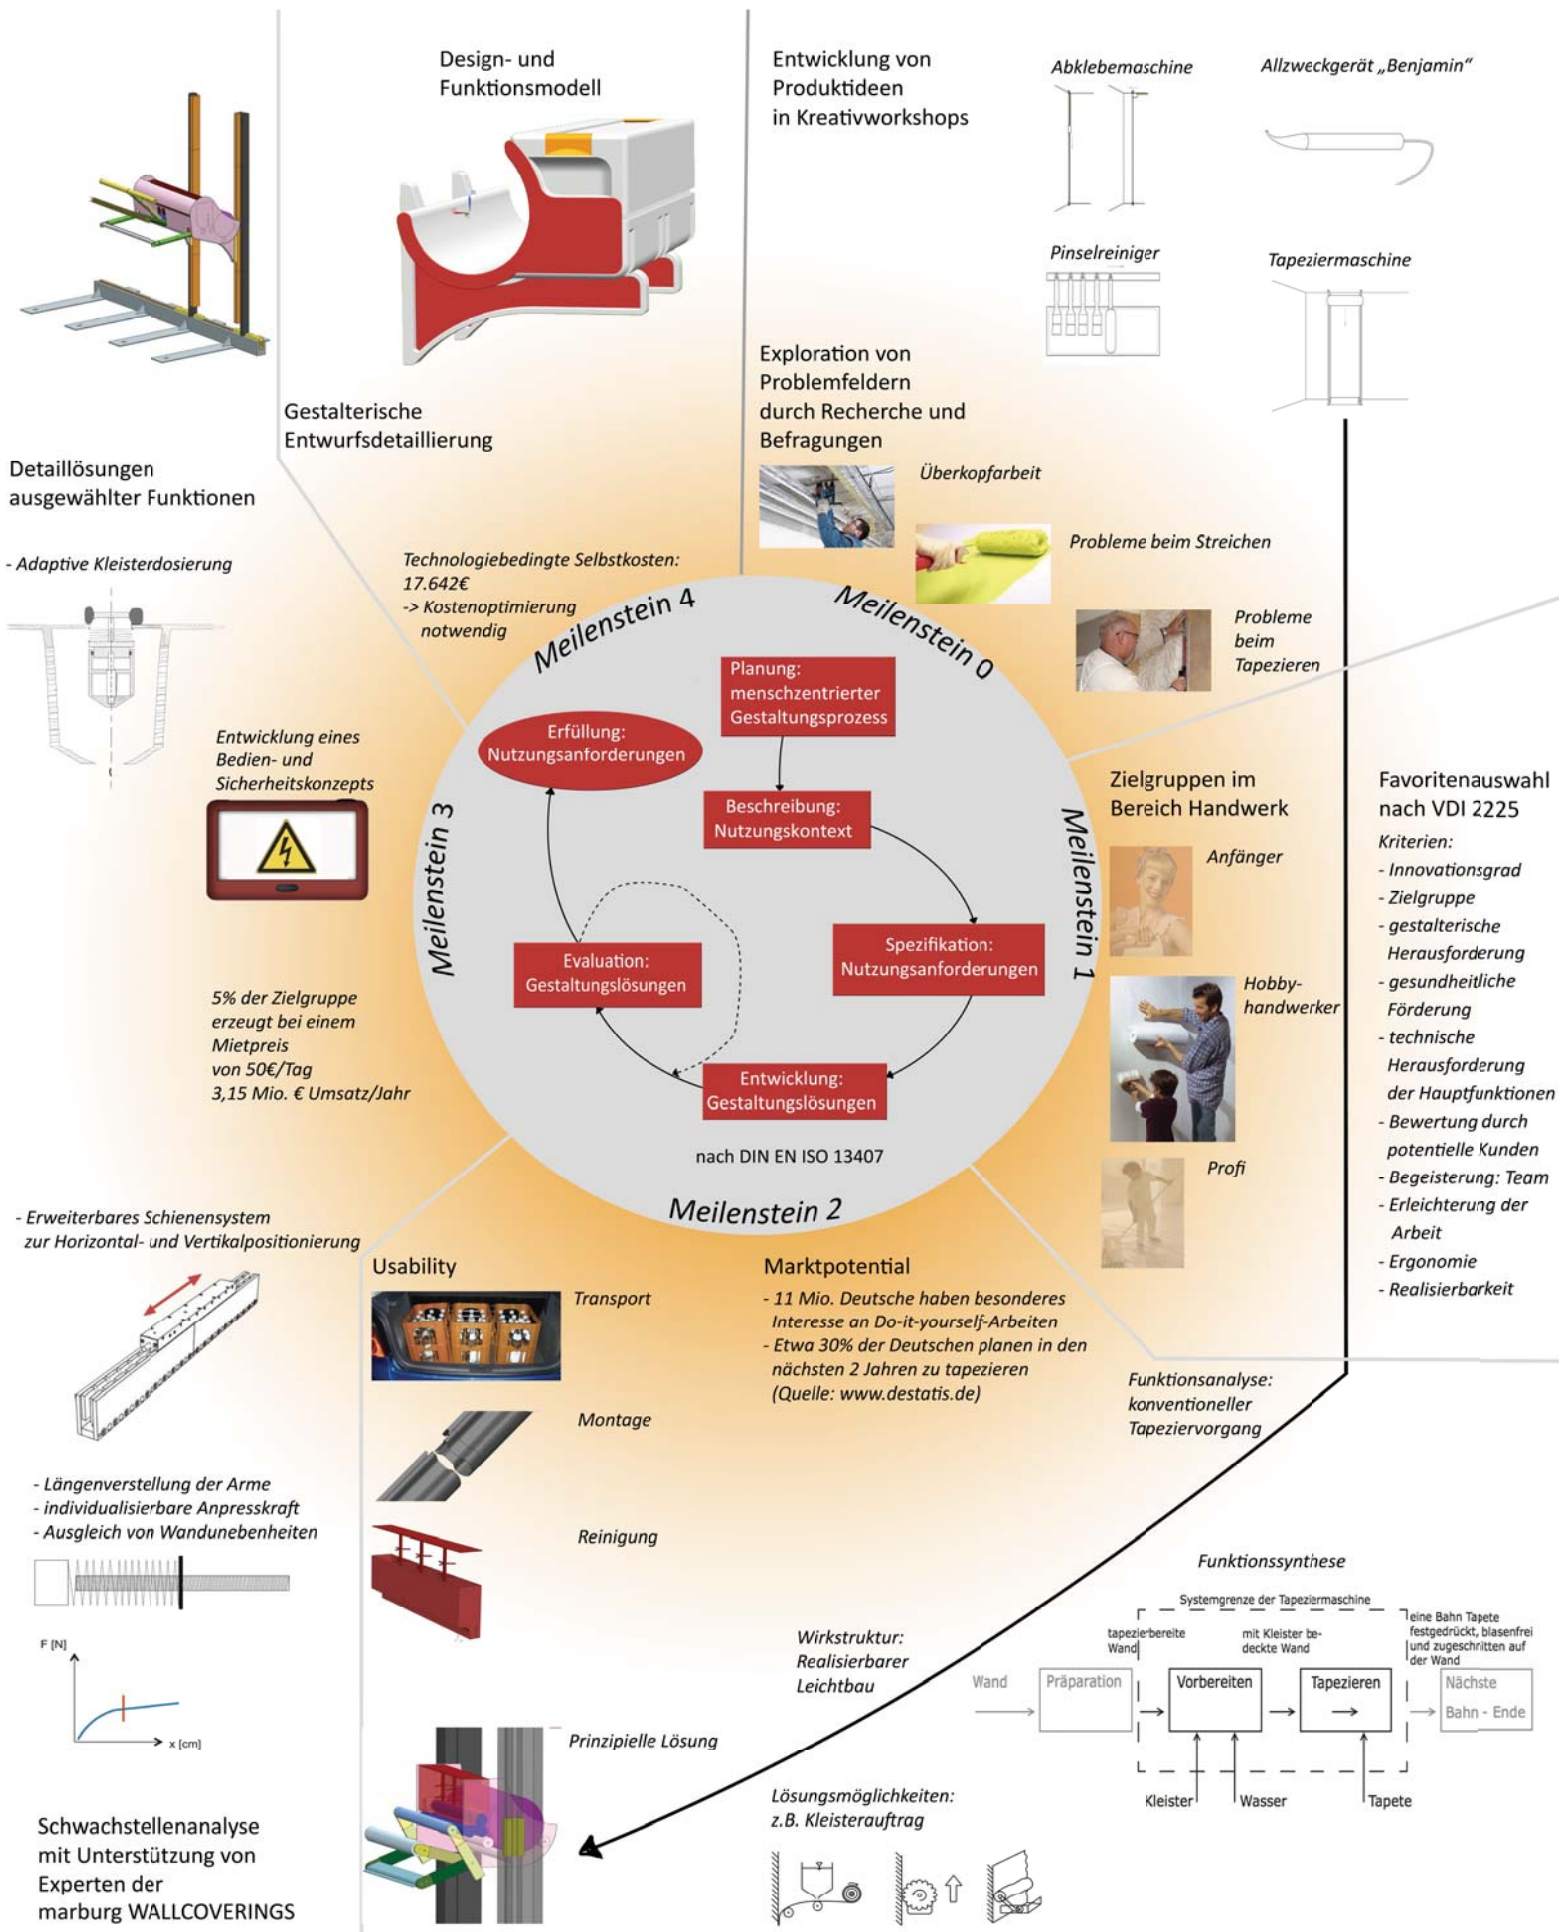 Design- und
Funktionsmodell
Gestalterische
Entwurfsdetaillierung
Technologiebedingte Selbstkosten:
17.642€
-> Kostenoptimierung
notwendig
Entwicklung von
Produktideen
in Kreativworkshops
Abklebemaschine
Allzweckgerät „Benjamin“
Pinselreiniger
Tapeziermaschine
Exploration von
Problemfeldern
durch Recherche und
Befragungen
Überkopfarbeit
Probleme beim Streichen
Probleme
beim
Tapezieren
Detaillösungen
ausgewählter Funktionen
- Adaptive Kleisterdosierung
Entwicklung eines
Bedien- und
Sicherheitskonzepts
5% der Zielgruppe
erzeugt bei einem
Mietpreis
von 50€/Tag
3,15 Mio. € Umsatz/Jahr
Meilenstein 4
Meilenstein 0
Meilenstein 3
Meilenstein 1
Meilenstein 2
Planung:
menschzentrierter
Gestaltungsprozess
Erfüllung:
Nutzungsanforderungen
Beschreibung:
Nutzungskontext
Spezifikation:
Nutzungsanforderungen
Evaluation:
Gestaltungslösungen
Entwicklung:
Gestaltungslösungen
nach DIN EN ISO 13407
Zielgruppen im
Bereich Handwerk
Anfänger
Hobby-
handwerker
Profi
Favoritenauswahl
nach VDI 2225
Kriterien:
- Innovationsgrad
- Zielgruppe
- gestalterische
Herausforderung
- gesundheitliche
Förderung
- technische
Herausforderung
der Hauptfunktionen
- Bewertung durch
potentielle Kunden
- Begeisterung: Team
- Erleichterung der
Arbeit
- Ergonomie
- Realisierbarkeit
- Erweiterbares Schienensystem
zur Horizontal- und Vertikalpositionierung
- Längenverstellung der Arme
- individualisierbare Anpresskraft
- Ausgleich von Wandunebenheiten
F [N]
x [cm]
Schwachstellenanalyse
mit Unterstützung von
Experten der
marburg WALLCOVERINGS
Usability
Transport
Montage
Reinigung
Prinzipielle Lösung
Marktpotential
- 11 Mio. Deutsche haben besonderes
Interesse an Do-it-yourself-Arbeiten
- Etwa 30% der Deutschen planen in den
nächsten 2 Jahren zu tapezieren
(Quelle: www.destatis.de)
Funktionsanalyse:
konventioneller
Tapeziervorgang
Wirkstruktur:
Realisierbarer
Leichtbau
Lösungsmöglichkeiten:
z.B. Kleisterauftrag
Funktionssynthese
Systemgrenze der Tapeziermaschine
tapezierbereite
Wand
mit Kleister be-
deckte Wand
eine Bahn Tapete
festgedrückt, blasenfrei
und zugeschnitten auf
der Wand
Wand
Präparation
Vorbereiten
Tapezieren
Nächste
Bahn - Ende
Kleister
Wasser
Tapete